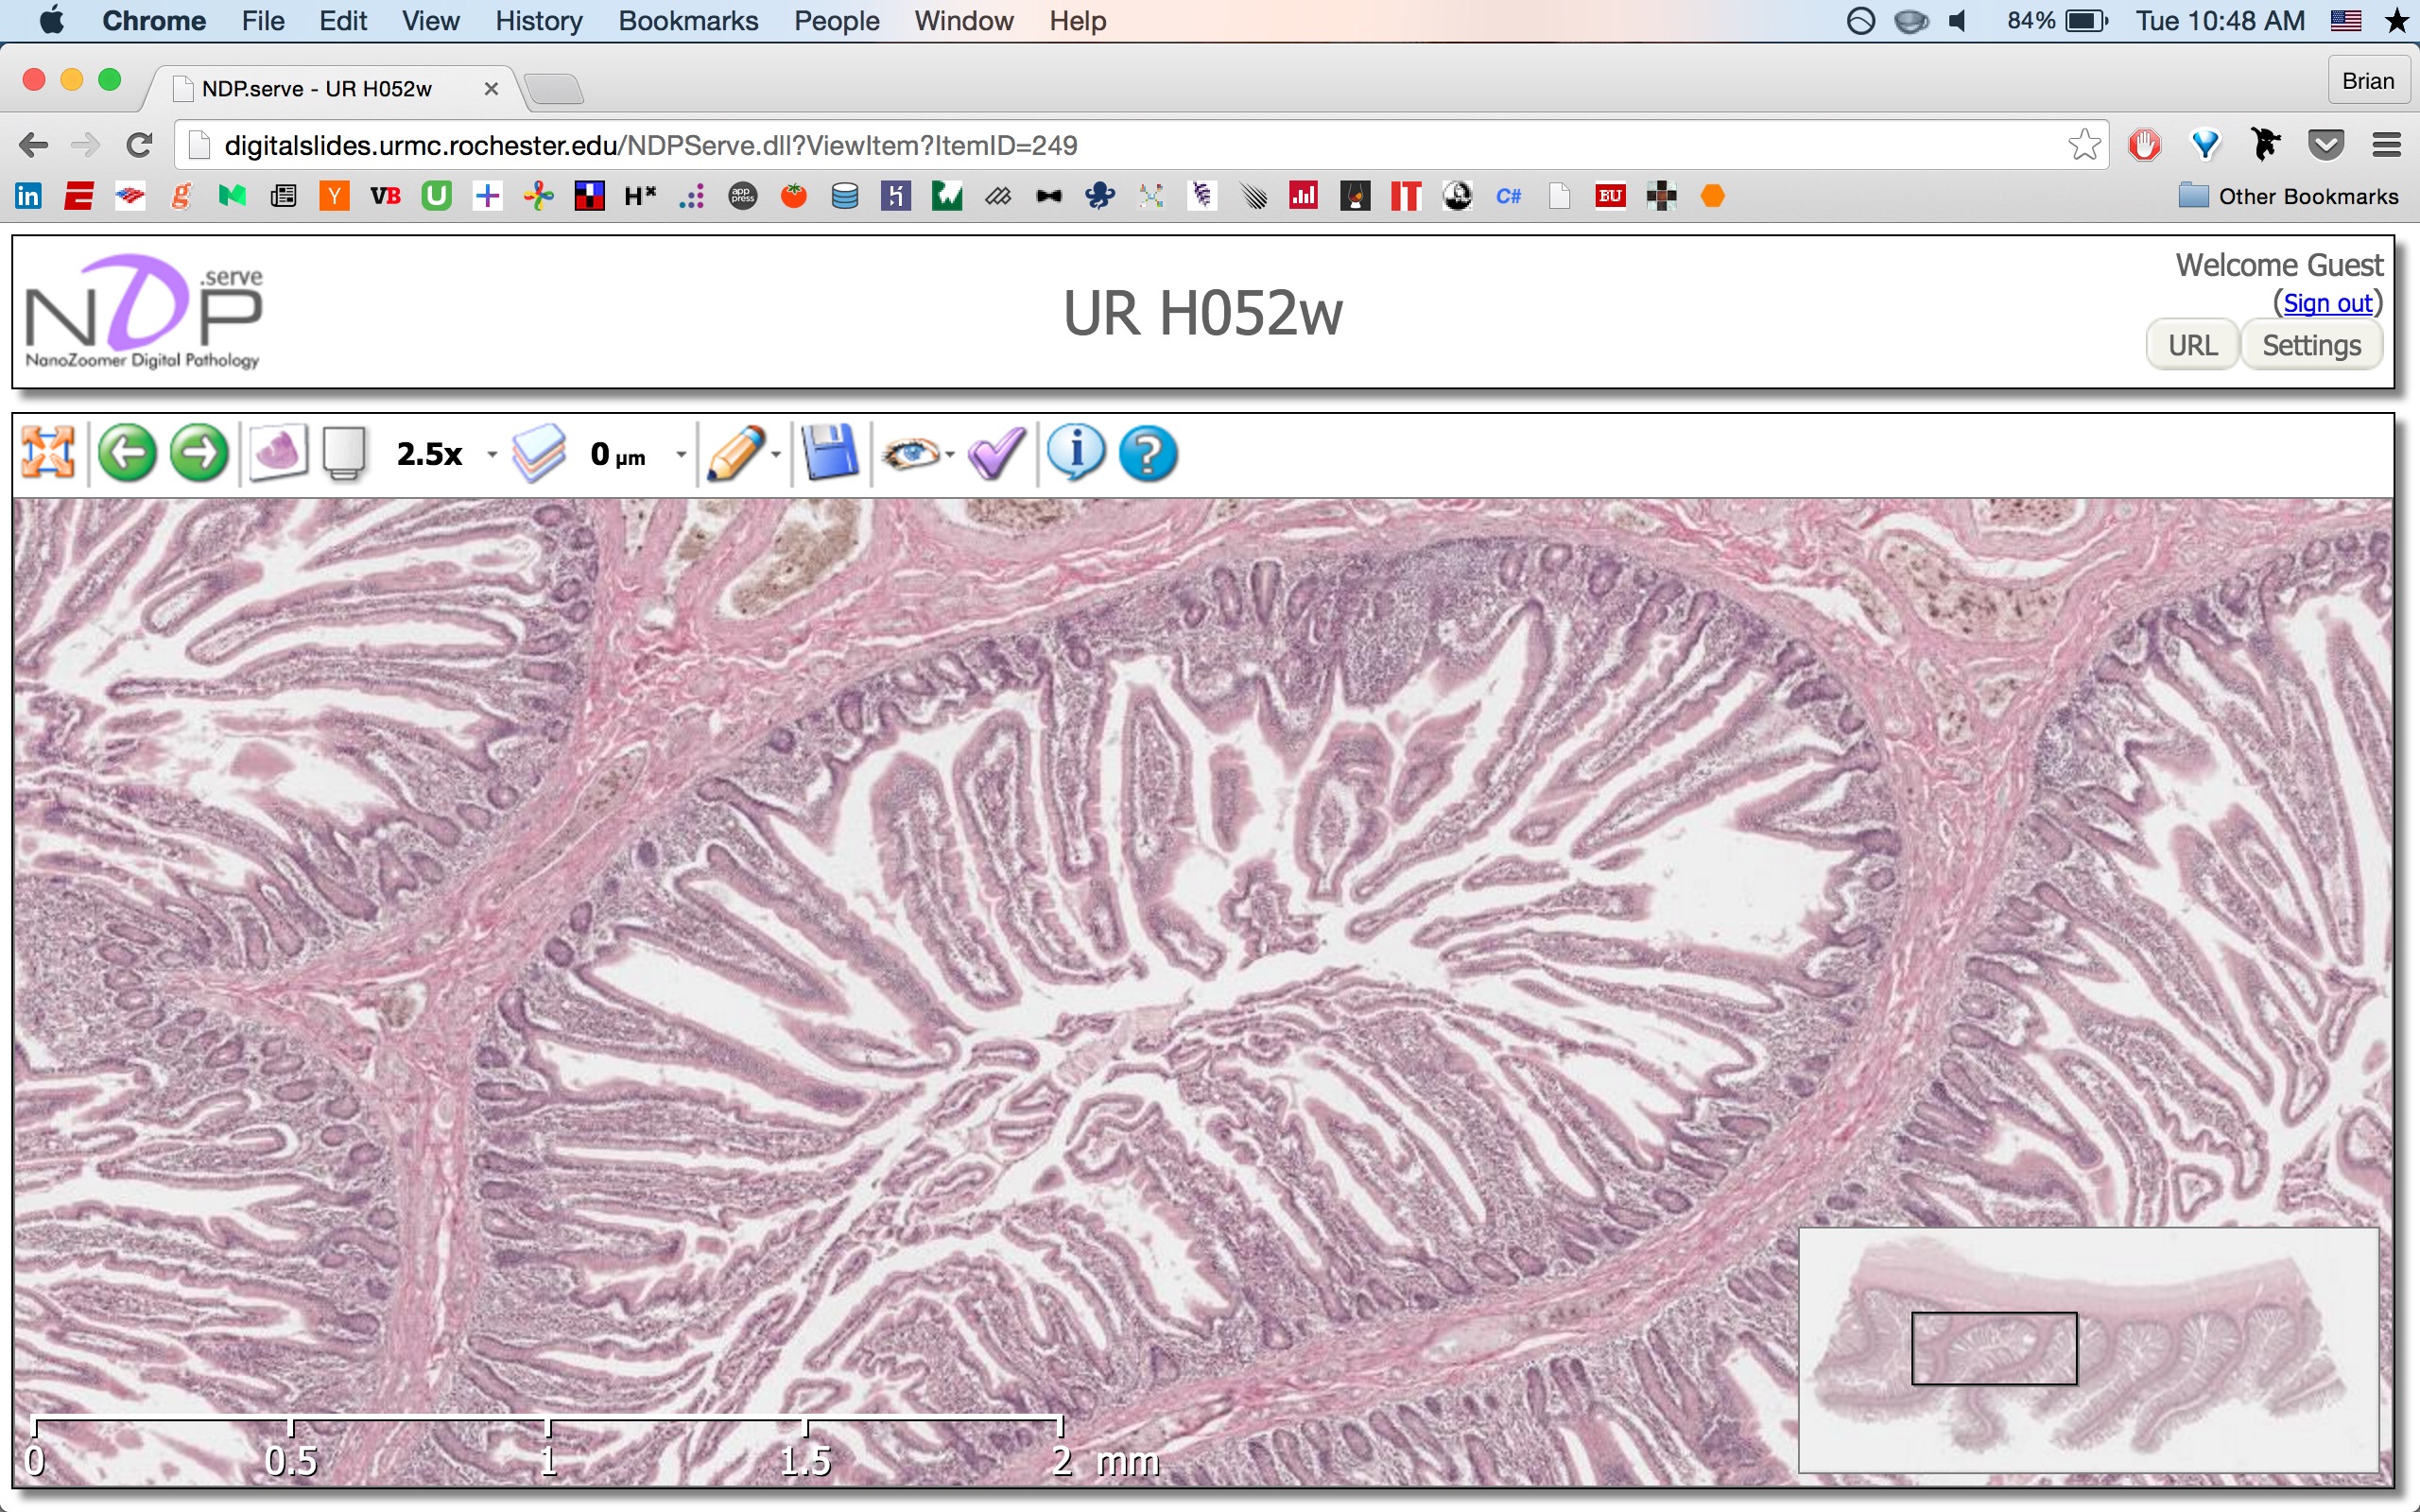 Chrome File Edit View History Bookmarks People Window Help 84% Tue 10:48 AM
NDP.serve - UR H052w
Brian
digitalslides.urmc.rochester.edu/NDPServe.dll?ViewItem?ItemID=249
in g Y VB U H* app press IT C# BU Other Bookmarks
NDP.serve
NanoZoomer Digital Pathology
UR H052w
Welcome Guest
(Sign out)
URL Settings
2.5x 0 µm
0 0.5 1 1.5 2 mm